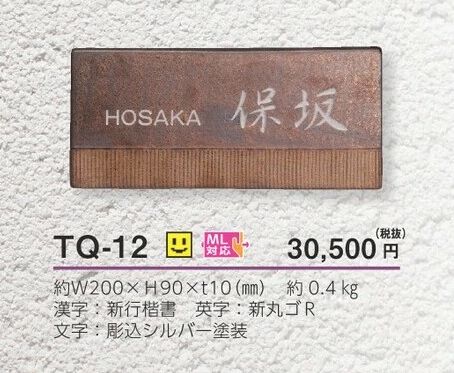 HOSAKA 保坂
TQ-12 ML対応 30,500円(税抜)
約W200×H90×t10(㎜) 約0.4㎏
漢字：新行楷書 英字：新丸ゴR
文字：彫込シルバー塗装